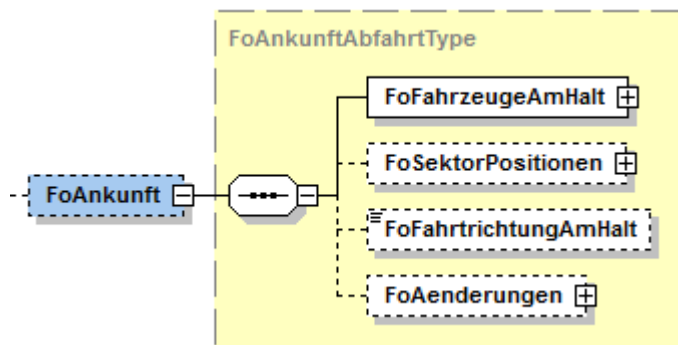 FoAnkunftAbfahrtType
FoFahrzeugeAmHalt
FoSektorPositionen
FoAnkunft
FoFahrtrichtungAmHalt
FoAenderungen